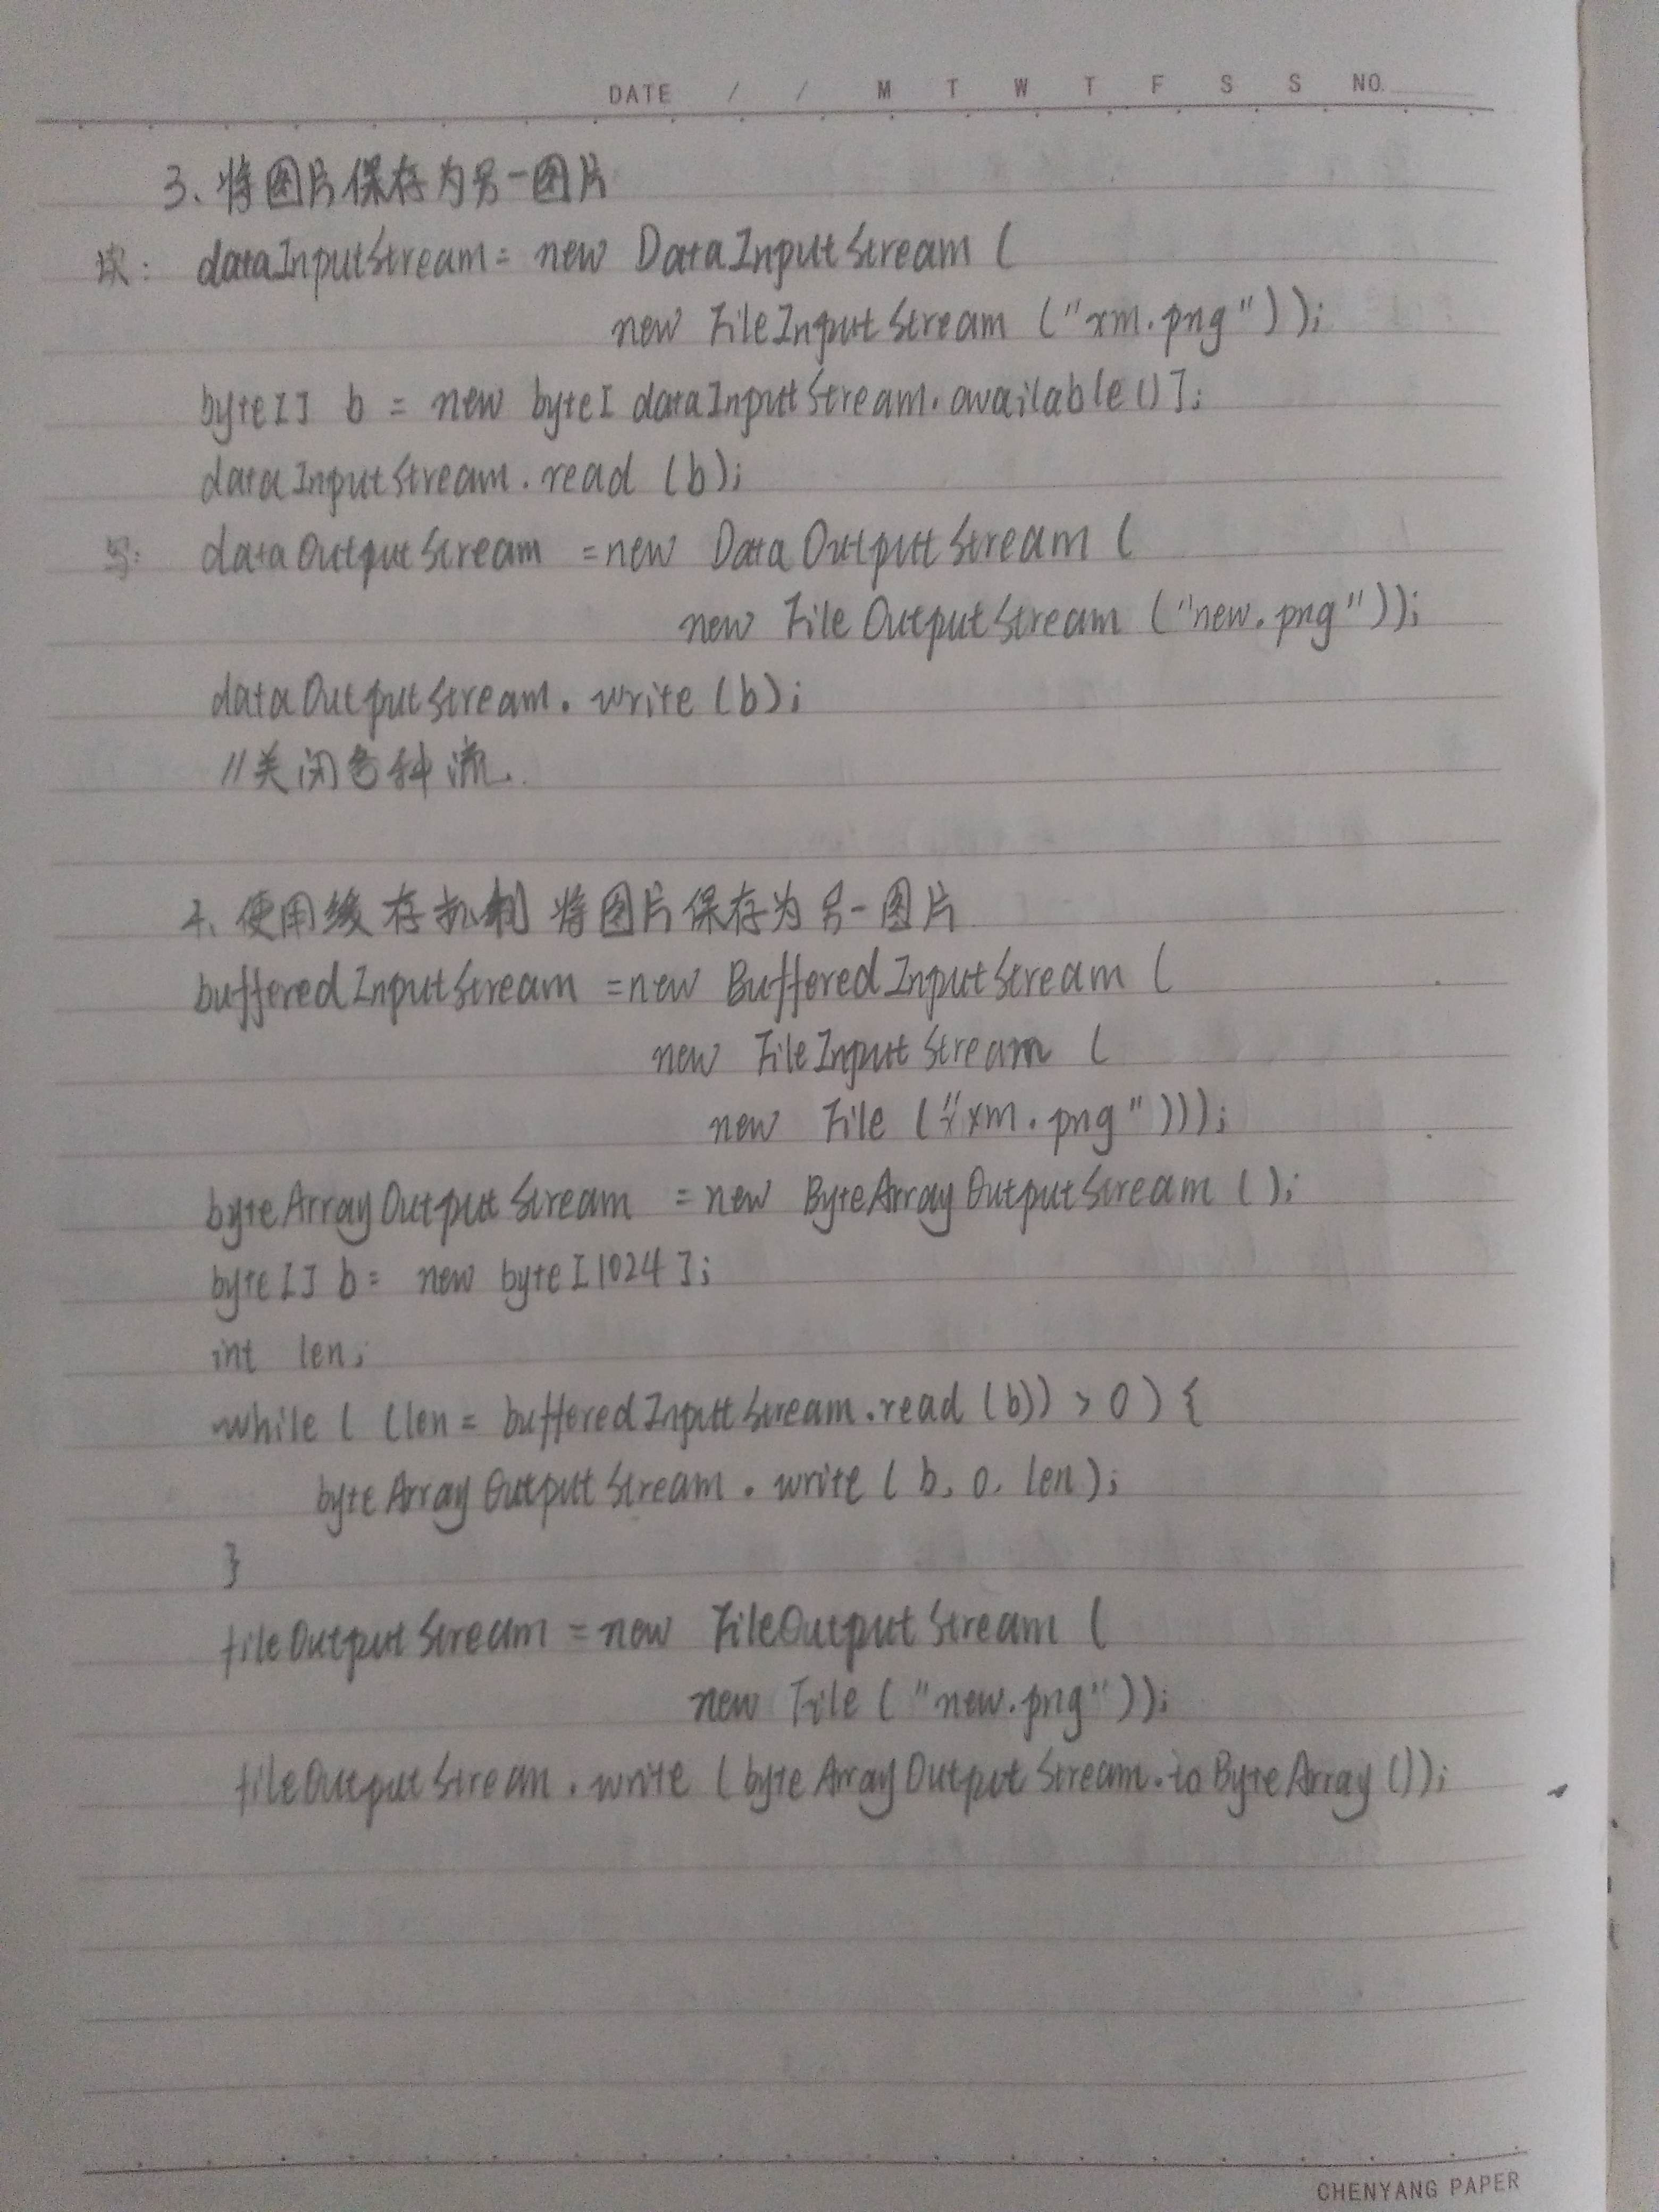 DATE / / M T W T F S S NO.
3、将图片保存为另一图片
读: dataInputStream = new DataInputStream (
new FileInputStream ("xm.png"));
byte[] b = new byte[ dataInputStream.available()];
dataInputStream.read (b);
写: dataOutputStream = new DataOutputStream (
new FileOutputStream ("new.png"));
dataOutputStream.write (b);
//关闭各种流.
4、使用缓存机制 将图片保存为另一图片
bufferedInputStream = new BufferedInputStream (
new FileInputStream (
new File ("xm.png")));
byteArrayOutputStream = new ByteArrayOutputStream ();
byte[] b = new byte[1024];
int len;
while ( (len = bufferedInputStream.read (b)) > 0 ) {
byteArrayOutputStream.write ( b, 0, len);
}
fileOutputStream = new FileOutputStream (
new File ("new.png"));
fileOutputStream.write (byteArrayOutputStream.toByteArray ());
CHENYANG PAPER